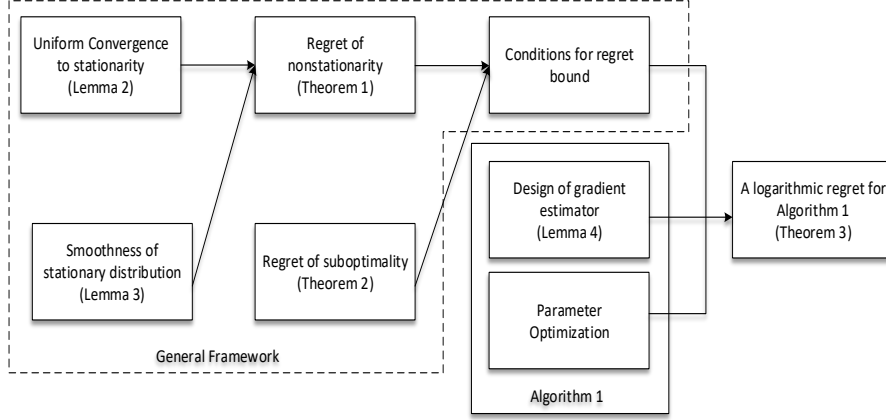 Uniform Convergence
to stationarity
(Lemma 2)
Regret of
nonstationarity
(Theorem 1)
Conditions for regret
bound
Design of gradient
estimator
(Lemma 4)
A logarithmic regret for
Algorithm 1
(Theorem 3)
Smoothness of
stationary distribution
(Lemma 3)
Regret of suboptimality
(Theorem 2)
Parameter
Optimization
General Framework
Algorithm 1